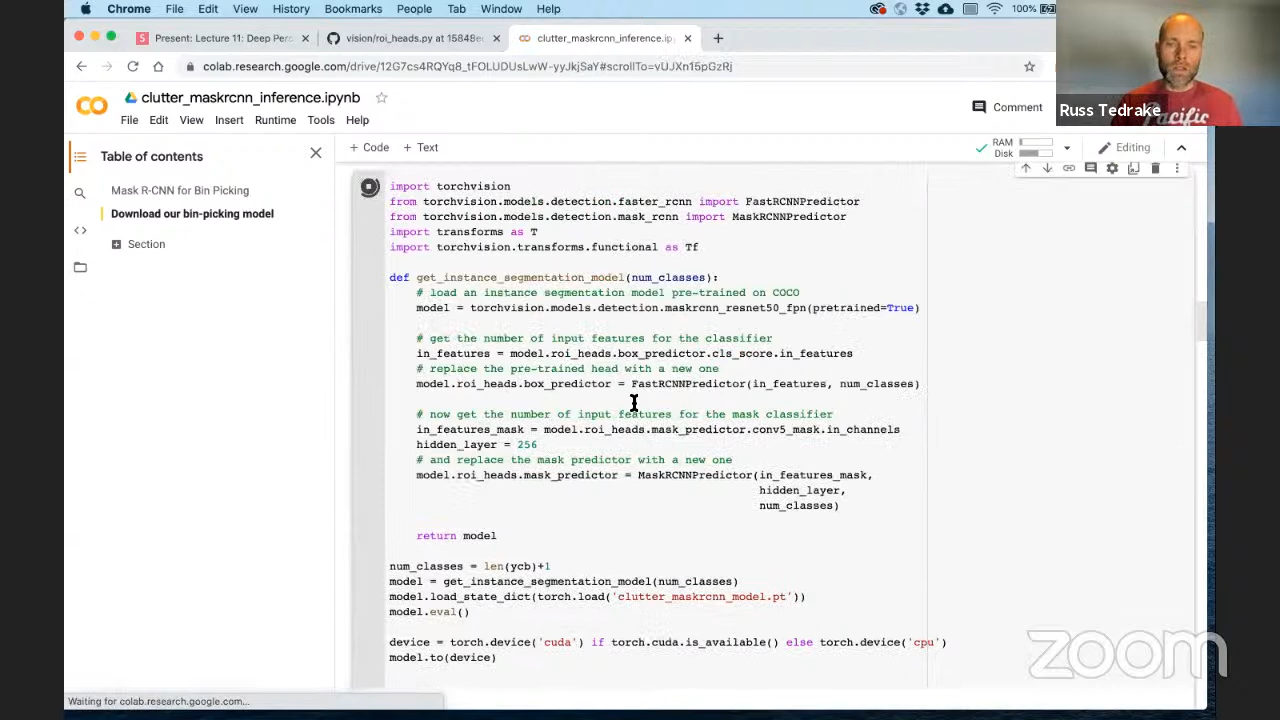 Chrome File Edit View History Bookmarks People Tab Window Help 100%
Present: Lecture 11: Deep Per vision/roi_heads.py at 15848e clutter_maskrcnn_inference.ip
colab.research.google.com/drive/12G7cs4RQYq8_tFOLUDUsLwW-yyJkjSaY#scrollTo=vUJXn15pGzRj
Russ Tedrake
Pacific
CO clutter_maskrcnn_inference.ipynb
Comment
File Edit View Insert Runtime Tools Help
Table of contents
+ Code + Text
RAM
Disk
Editing
Mask R-CNN for Bin Picking
Download our bin-picking model
Section
import torchvision
from torchvision.models.detection.faster_rcnn import FastRCNNPredictor
from torchvision.models.detection.mask_rcnn import MaskRCNNPredictor
import transforms as T
import torchvision.transforms.functional as Tf
def get_instance_segmentation_model(num_classes):
# load an instance segmentation model pre-trained on COCO
model = torchvision.models.detection.maskrcnn_resnet50_fpn(pretrained=True)
# get the number of input features for the classifier
in_features = model.roi_heads.box_predictor.cls_score.in_features
# replace the pre-trained head with a new one
model.roi_heads.box_predictor = FastRCNNPredictor(in_features, num_classes)
# now get the number of input features for the mask classifier
in_features_mask = model.roi_heads.mask_predictor.conv5_mask.in_channels
hidden_layer = 256
# and replace the mask predictor with a new one
model.roi_heads.mask_predictor = MaskRCNNPredictor(in_features_mask,
hidden_layer,
num_classes)
return model
num_classes = len(ycb)+1
model = get_instance_segmentation_model(num_classes)
model.load_state_dict(torch.load('clutter_maskrcnn_model.pt'))
model.eval()
device = torch.device('cuda') if torch.cuda.is_available() else torch.device('cpu')
model.to(device)
zoom
Waiting for colab.research.google.com...